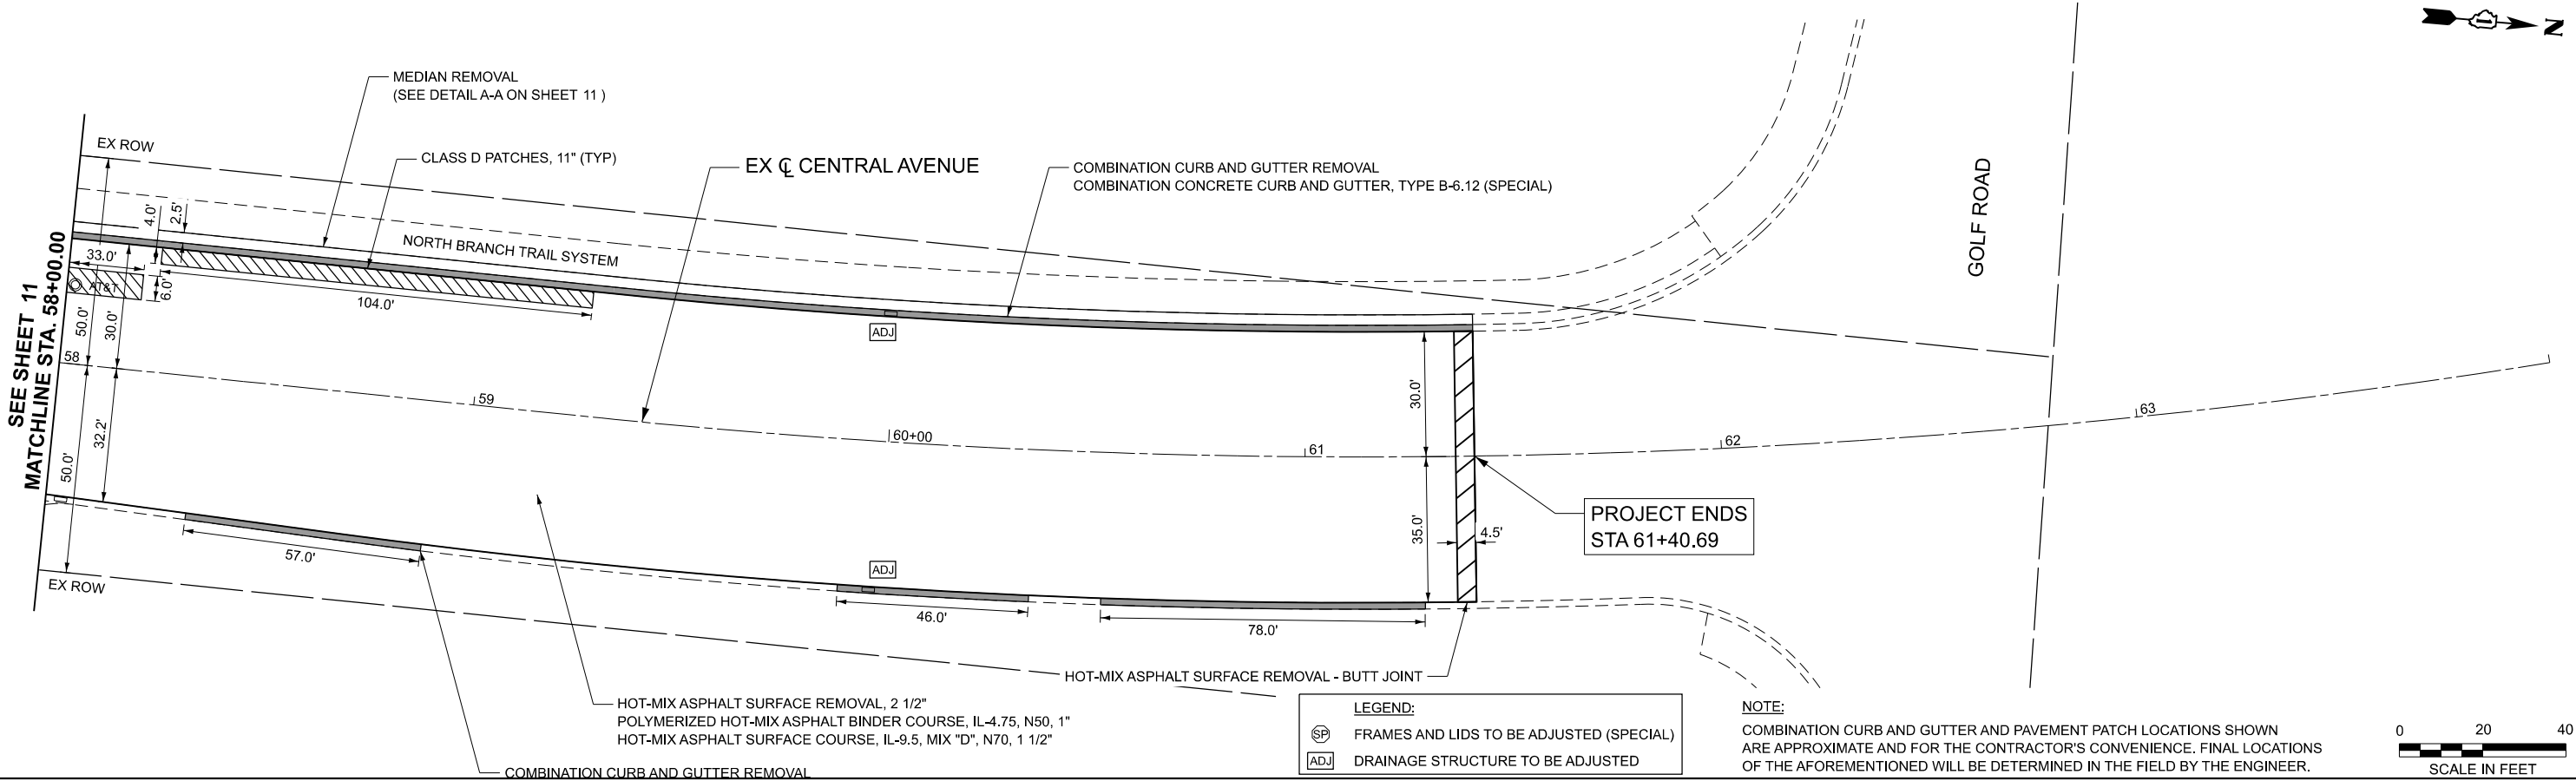 N
MEDIAN REMOVAL
(SEE DETAIL A-A ON SHEET 11 )
CLASS D PATCHES, 11" (TYP)
EX ℄ CENTRAL AVENUE
COMBINATION CURB AND GUTTER REMOVAL
COMBINATION CONCRETE CURB AND GUTTER, TYPE B-6.12 (SPECIAL)
GOLF ROAD
EX ROW
4.0'
2.5'
NORTH BRANCH TRAIL SYSTEM
33.0'
AT&T
6.0'
104.0'
SEE SHEET 11
MATCHLINE STA. 58+00.00
50.0'
30.0'
58
59
60+00
61
62
63
ADJ
30.0'
32.2'
50.0'
35.0'
4.5'
PROJECT ENDS
STA 61+40.69
57.0'
ADJ
46.0'
78.0'
EX ROW
HOT-MIX ASPHALT SURFACE REMOVAL - BUTT JOINT
HOT-MIX ASPHALT SURFACE REMOVAL, 2 1/2"
POLYMERIZED HOT-MIX ASPHALT BINDER COURSE, IL-4.75, N50, 1"
HOT-MIX ASPHALT SURFACE COURSE, IL-9.5, MIX "D", N70, 1 1/2"
COMBINATION CURB AND GUTTER REMOVAL
LEGEND:
SP FRAMES AND LIDS TO BE ADJUSTED (SPECIAL)
ADJ DRAINAGE STRUCTURE TO BE ADJUSTED
NOTE:
COMBINATION CURB AND GUTTER AND PAVEMENT PATCH LOCATIONS SHOWN
ARE APPROXIMATE AND FOR THE CONTRACTOR'S CONVENIENCE. FINAL LOCATIONS
OF THE AFOREMENTIONED WILL BE DETERMINED IN THE FIELD BY THE ENGINEER.
0 20 40
SCALE IN FEET